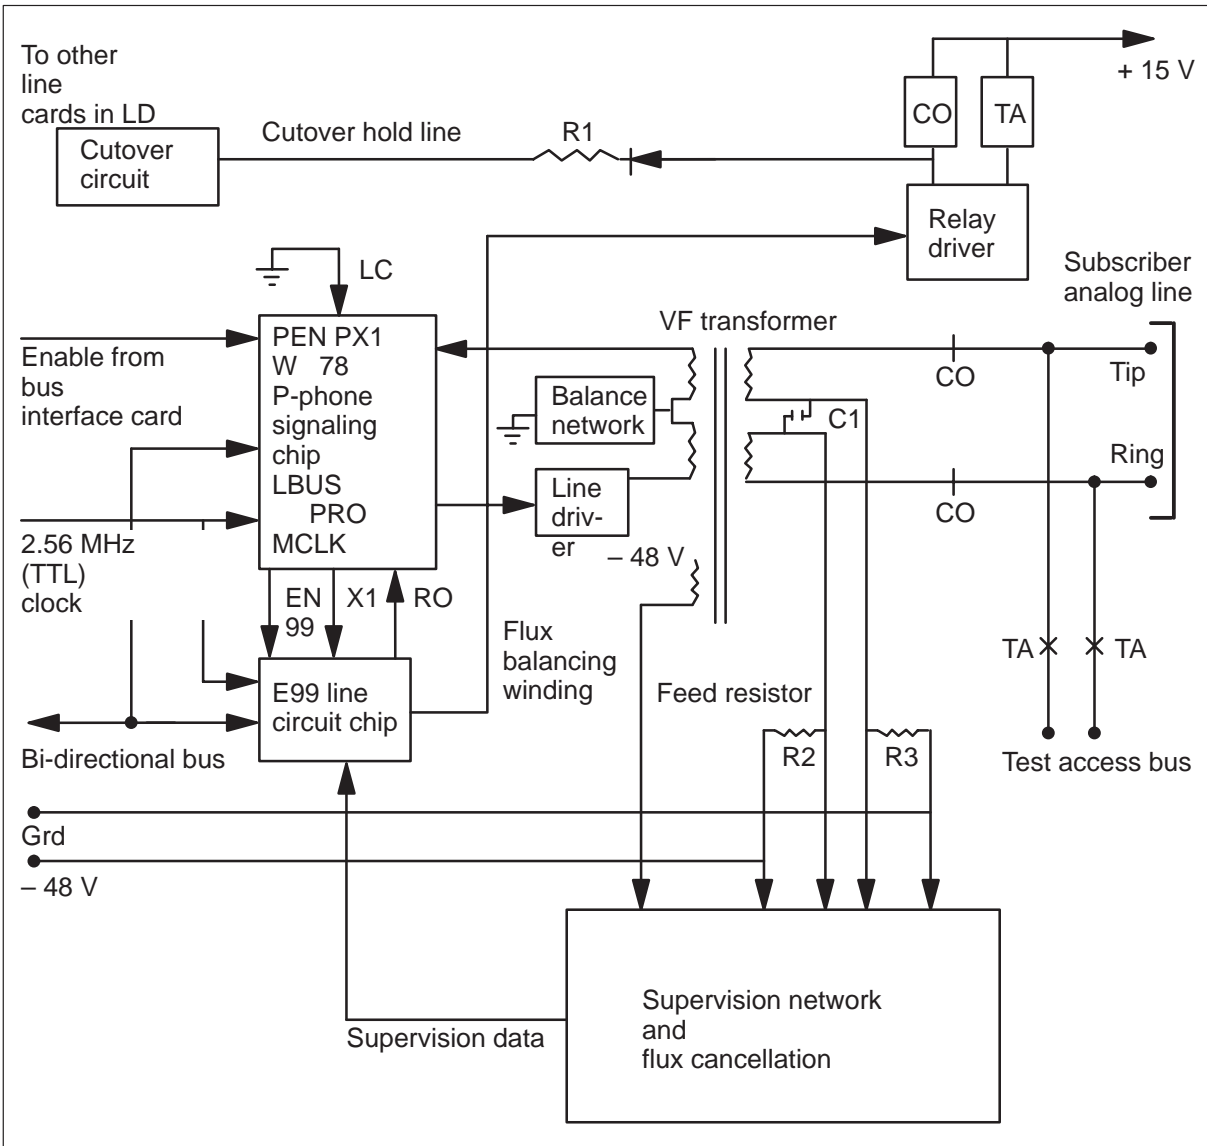 To other
line
cards in LD
+ 15 V
CO
TA
Cutover hold line
R1
Cutover
circuit
Relay
driver
Subscriber
analog line
LC
VF transformer
PEN PX1
W 78
P-phone
signaling
chip
LBUS
PRO
MCLK
Enable from
bus
interface card
Balance
network
C1
CO
Tip
Ring
CO
Line
driv-
er
– 48 V
2.56 MHz
(TTL)
clock
EN
99
X1
RO
Flux
balancing
winding
TA
TA
E99 line
circuit chip
Feed resistor
Bi-directional bus
R2
R3
Test access bus
Grd
– 48 V
Supervision network
and
flux cancellation
Supervision data